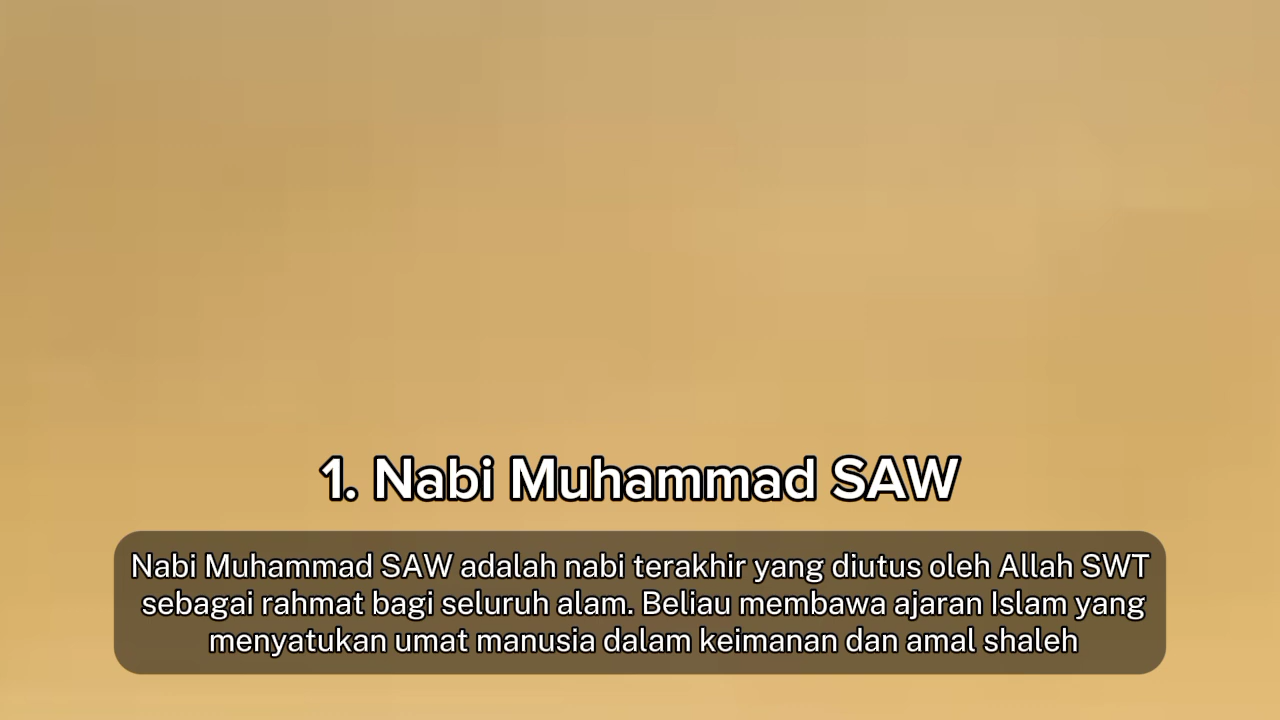 1. Nabi Muhammad SAW
Nabi Muhammad SAW adalah nabi terakhir yang diutus oleh Allah SWT
sebagai rahmat bagi seluruh alam. Beliau membawa ajaran Islam yang
menyatukan umat manusia dalam keimanan dan amal shaleh